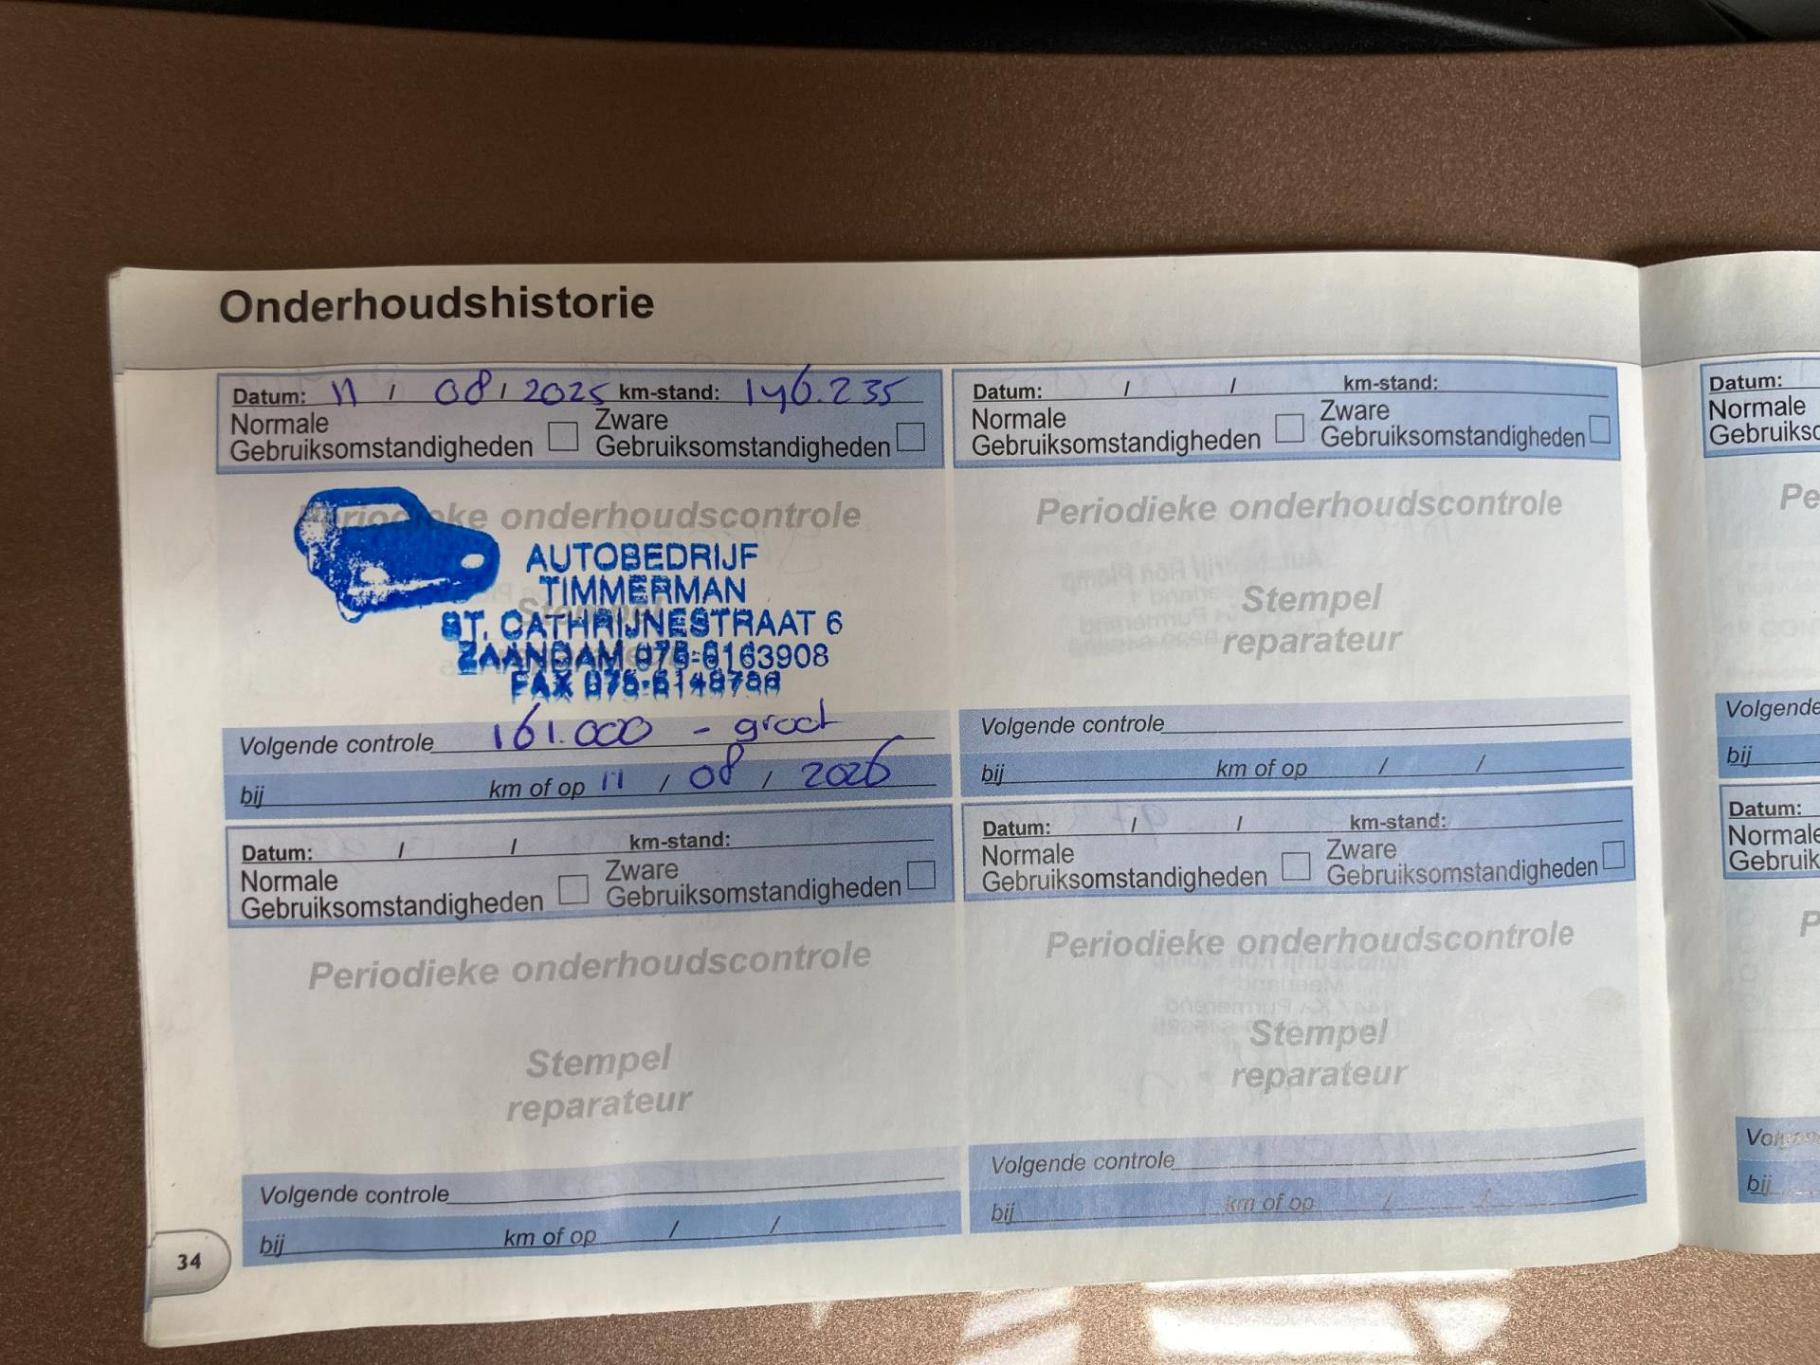 Onderhoudshistorie
Datum: 11 / 08 / 2025 km-stand: 146.235
Normale Gebruiksomstandigheden Zware Gebruiksomstandigheden
Periodieke onderhoudscontrole
AUTOBEDRIJF
TIMMERMAN
ST. CATHRIJNESTRAAT 6
ZAANDAM 075-6163908
FAX
Volgende controle 161.000 - groot
bij km of op 11 / 08 / 2026
Datum: / / km-stand:
Normale Gebruiksomstandigheden Zware Gebruiksomstandigheden
Periodieke onderhoudscontrole
Stempel
reparateur
Volgende controle
bij km of op / /
Datum: / / km-stand:
Normale Gebruiksomstandigheden Zware Gebruiksomstandigheden
Periodieke onderhoudscontrole
Stempel
reparateur
Volgende controle
bij km of op / /
Datum: / / km-stand:
Normale Gebruiksomstandigheden Zware Gebruiksomstandigheden
Periodieke onderhoudscontrole
Stempel
reparateur
Volgende controle
bij km of op / /
34
Datum:
Normale
Volgende
bij
Datum:
Normale
bij